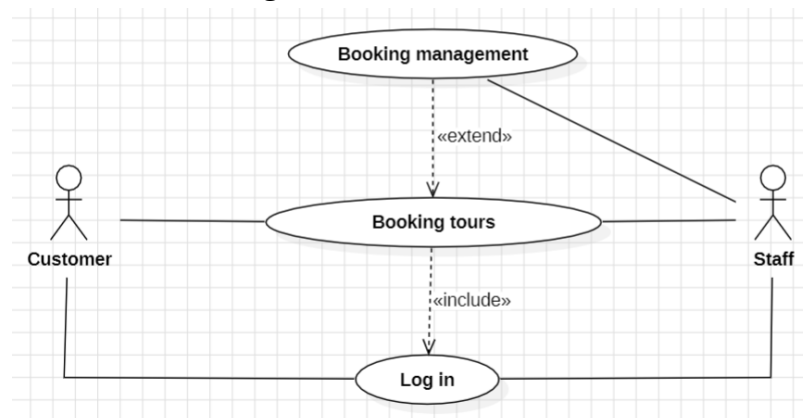 Booking management
«extend»
Booking tours
Customer
Staff
«include»
Log in